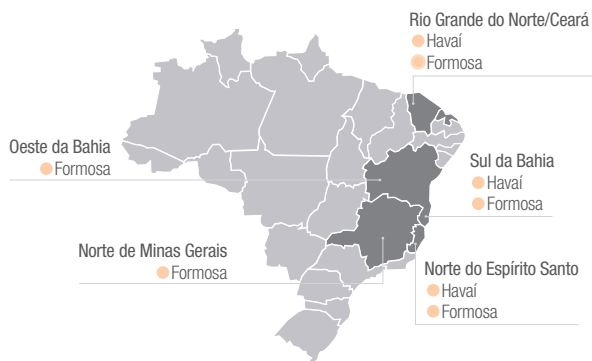 Rio Grande do Norte/Ceará
Havaí
Formosa
Oeste da Bahia
Formosa
Sul da Bahia
Havaí
Formosa
Norte de Minas Gerais
Formosa
Norte do Espírito Santo
Havaí
Formosa